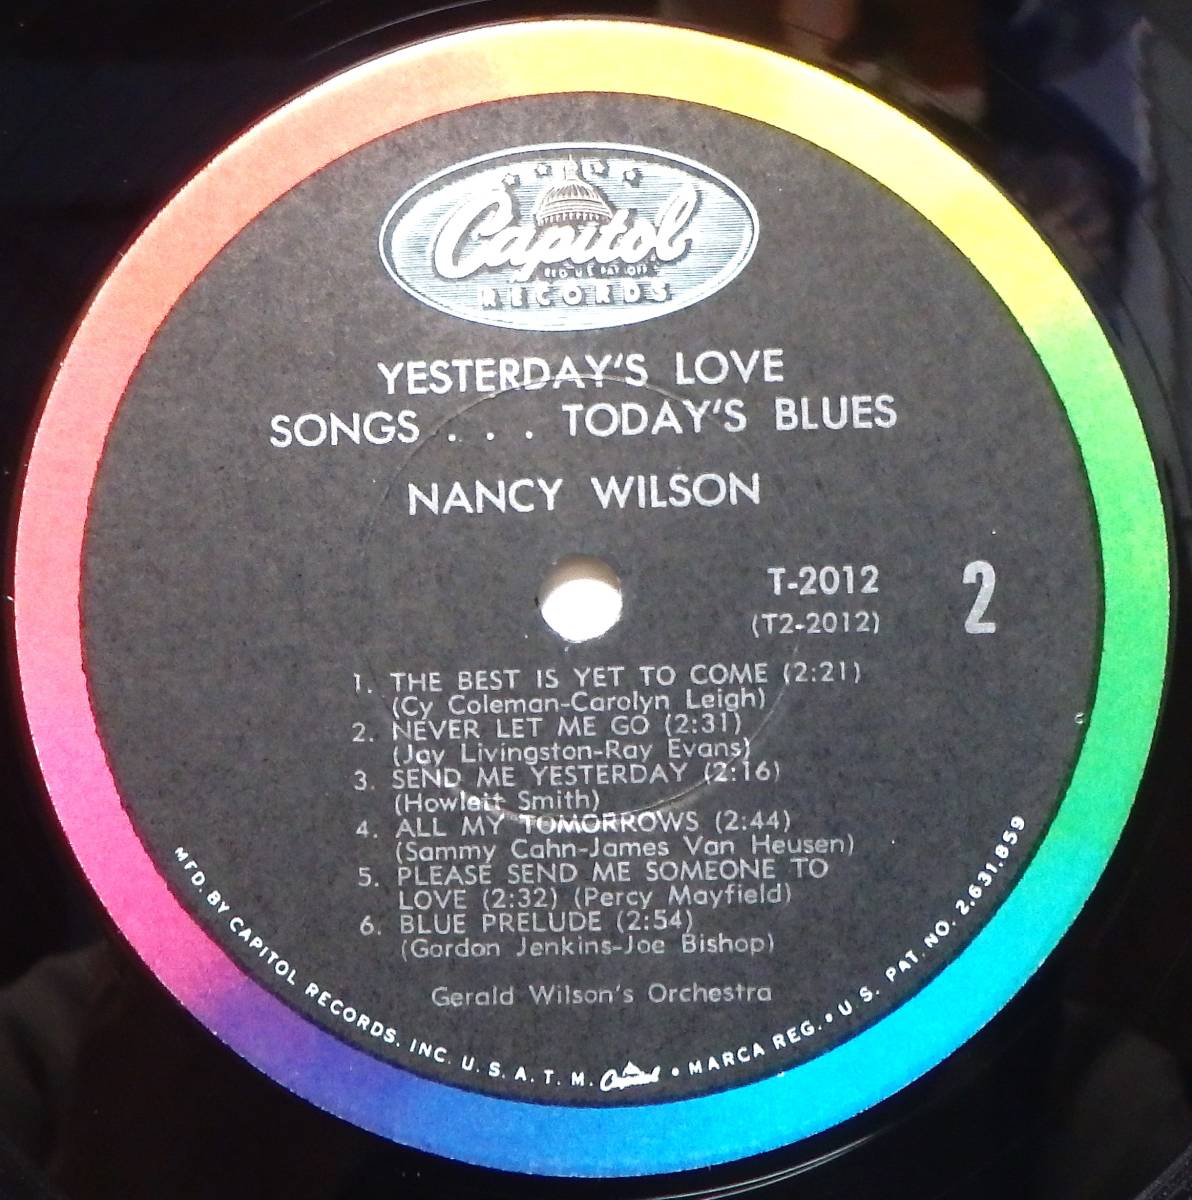 Capitol
REG. U.S. PAT. OFF.
RECORDS
YESTERDAY'S LOVE
SONGS . . . TODAY'S BLUES
NANCY WILSON
T-2012
2
(T2-2012)
1. THE BEST IS YET TO COME (2:21)
(Cy Coleman-Carolyn Leigh)
2. NEVER LET ME GO (2:31)
(Jay Livingston-Ray Evans)
3. SEND ME YESTERDAY (2:16)
(Howlett Smith)
4. ALL MY TOMORROWS (2:44)
(Sammy Cahn-James Van Heusen)
5. PLEASE SEND ME SOMEONE TO
LOVE (2:32) (Percy Mayfield)
6. BLUE PRELUDE (2:54)
(Gordon Jenkins-Joe Bishop)
Gerald Wilson's Orchestra
MFD. BY CAPITOL RECORDS, INC. U. S. A. T. M. Capitol • MARCA REG. • U. S. PAT. NO. 2,631,859